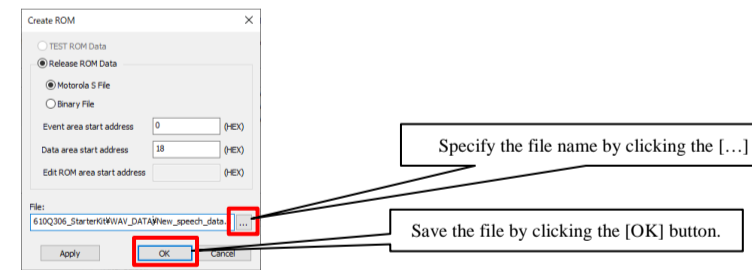 Create ROM
TEST ROM Data
Release ROM Data
Motorola S File
Binary File
Event area start address 0 (HEX)
Data area start address 18 (HEX)
Edit ROM area start address (HEX)
File:
610Q306_StarterKit¥WAV_DATA¥New_speech_data. ...
Apply OK Cancel
Specify the file name by clicking the […]
Save the file by clicking the [OK] button.